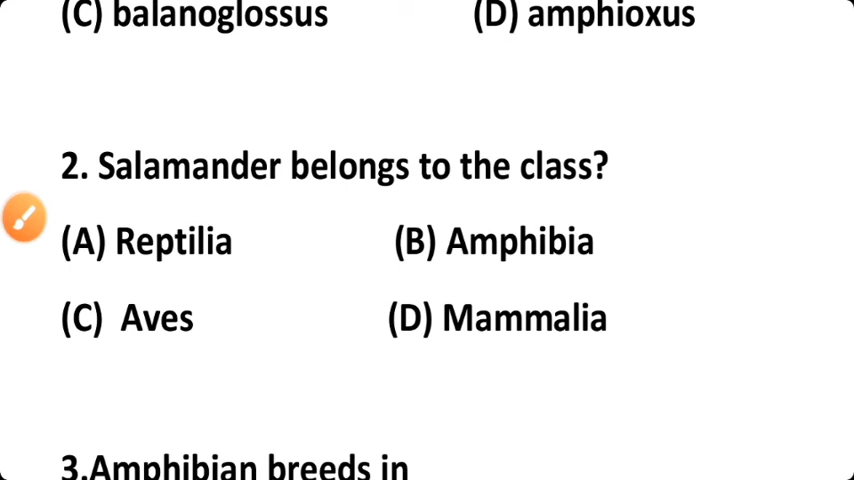 (C) balanoglossus (D) amphioxus
2. Salamander belongs to the class?
(A) Reptilia (B) Amphibia
(C) Aves (D) Mammalia
3.Amphibian breeds in